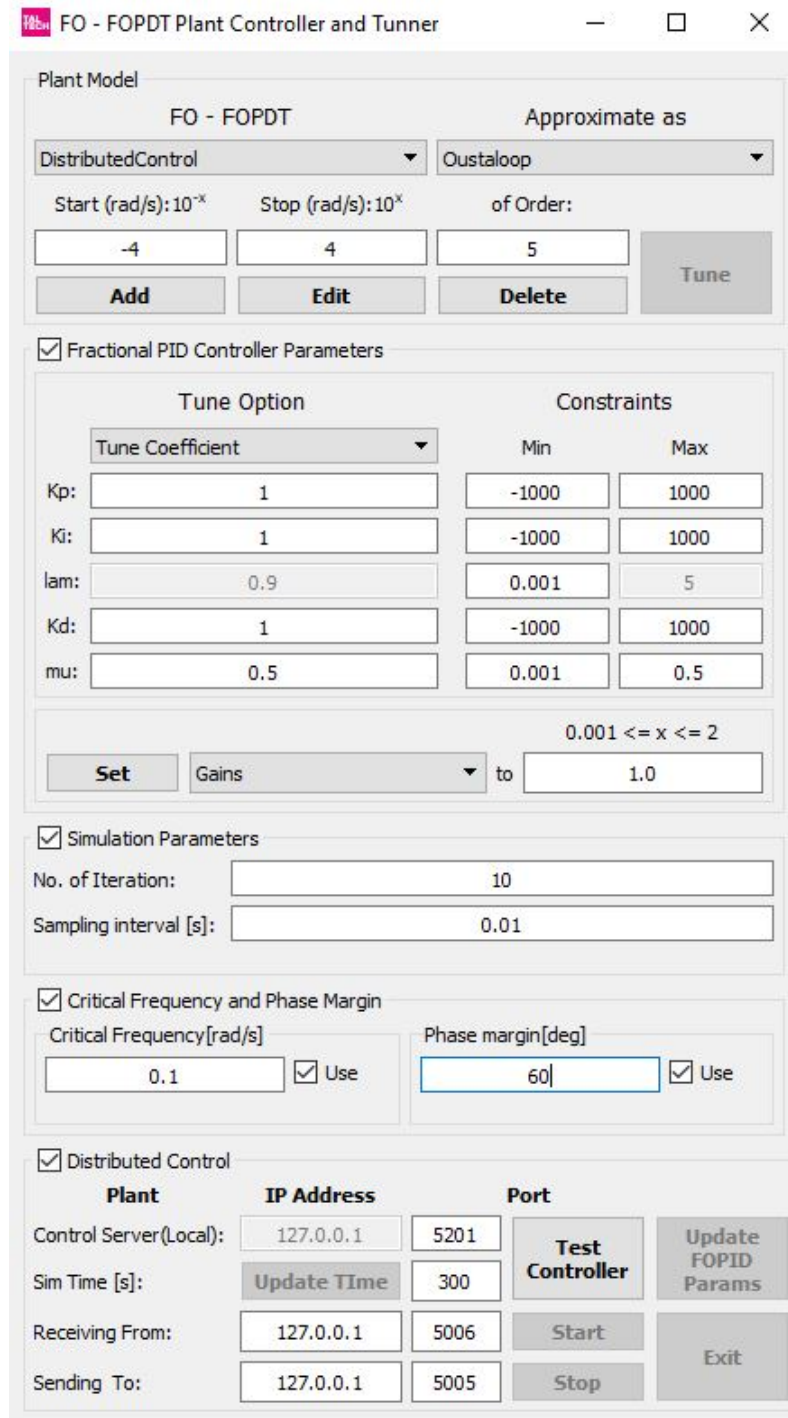 TAL TECH FO - FOPDT Plant Controller and Tunner
Plant Model
FO - FOPDT Approximate as
DistributedControl Oustaloop
Start (rad/s):10^-x Stop (rad/s):10^x of Order:
-4 4 5 Tune
Add Edit Delete
Fractional PID Controller Parameters
Tune Option Constraints
Tune Coefficient Min Max
Kp: 1 -1000 1000
Ki: 1 -1000 1000
lam: 0.9 0.001 5
Kd: 1 -1000 1000
mu: 0.5 0.001 0.5
0.001 <= x <= 2
Set Gains to 1.0
Simulation Parameters
No. of Iteration: 10
Sampling interval [s]: 0.01
Critical Frequency and Phase Margin
Critical Frequency[rad/s] Phase margin[deg]
0.1 Use 60 Use
Distributed Control
Plant IP Address Port
Control Server(Local): 127.0.0.1 5201 Test Controller Update FOPID Params
Sim Time [s]: Update TIme 300
Receiving From: 127.0.0.1 5006 Start Exit
Sending To: 127.0.0.1 5005 Stop